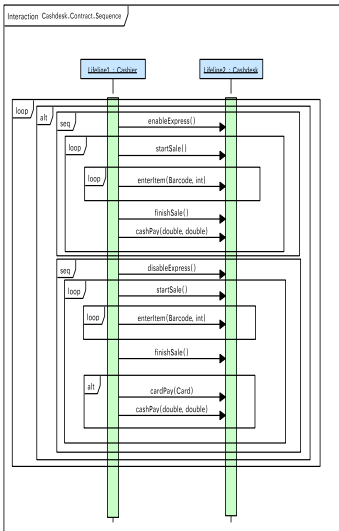 Interaction Cashdesk.Contract.Sequence
Lifeline1 : Cashier
Lifeline2 : Cashdesk
loop
alt
seq
enableExpress()
loop
startSale()
loop
enterItem(Barcode, int)
finishSale()
cashPay(double, double)
seq
disableExpress()
loop
startSale()
loop
enterItem(Barcode, int)
finishSale()
alt
cardPay(Card)
cashPay(double, double)